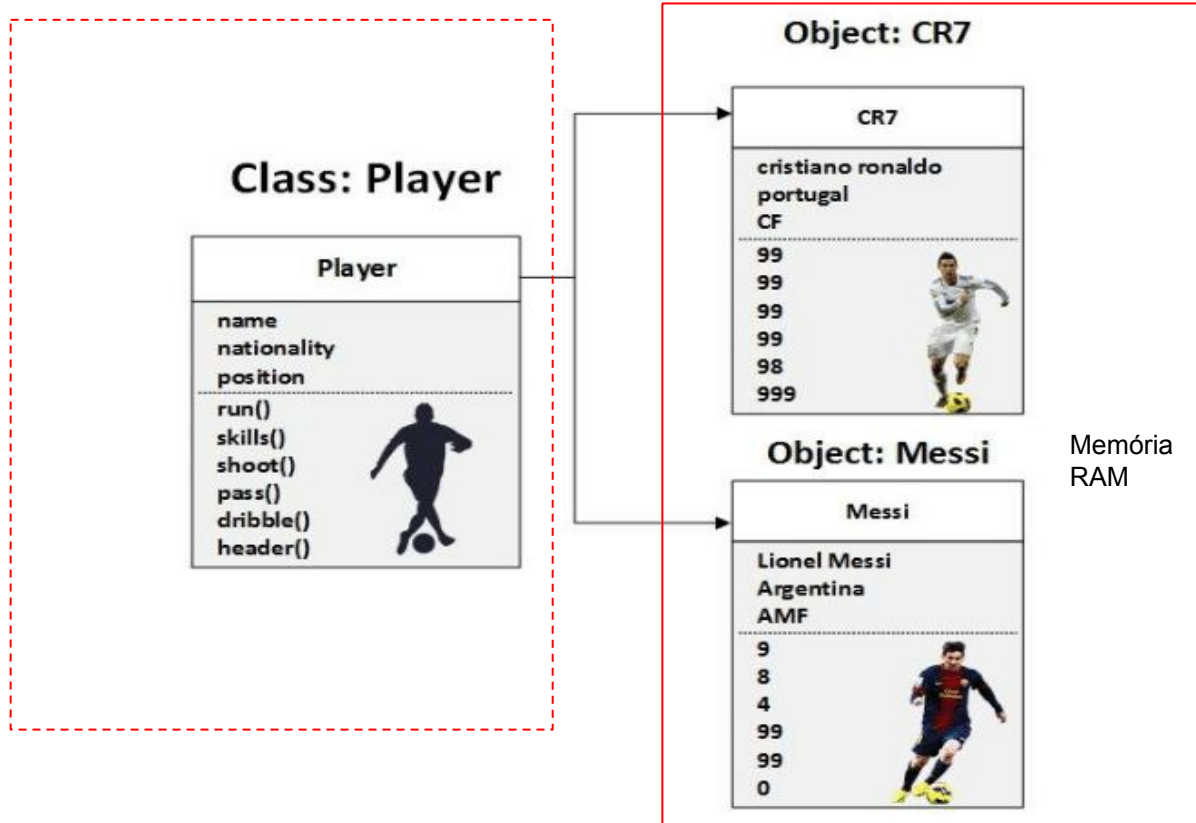 Class: Player
Player
name
nationality
position
run()
skills()
shoot()
pass()
dribble()
header()
Object: CR7
CR7
cristiano ronaldo
portugal
CF
99
99
99
99
98
999
Object: Messi
Messi
Lionel Messi
Argentina
AMF
9
8
4
99
99
0
Memória
RAM